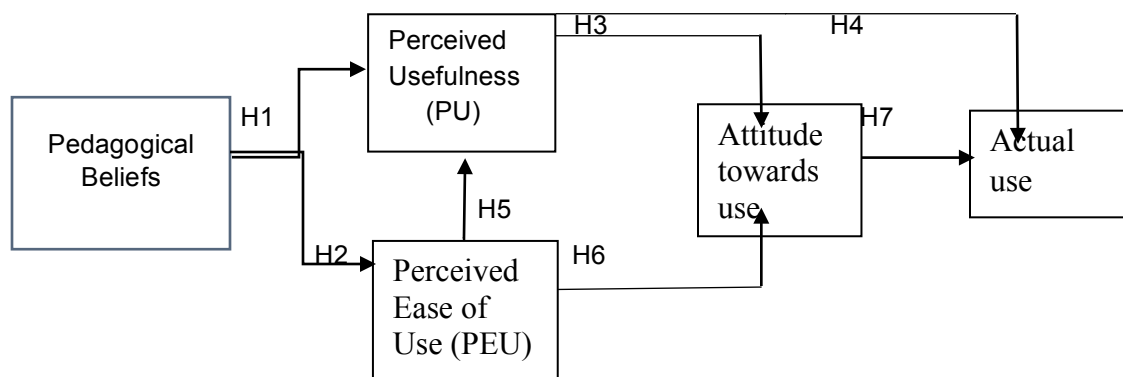 H1
Pedagogical
Beliefs
H2
Perceived
Usefulness
(PU)
H5
Perceived
Ease of
Use (PEU)
H3
H4
H6
Attitude
towards
use
H7
Actual
use